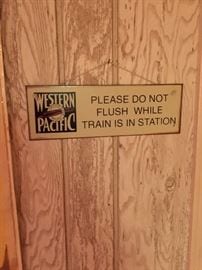 WESTERN
PACIFIC
PLEASE DO NOT
FLUSH WHILE
TRAIN IS IN STATION